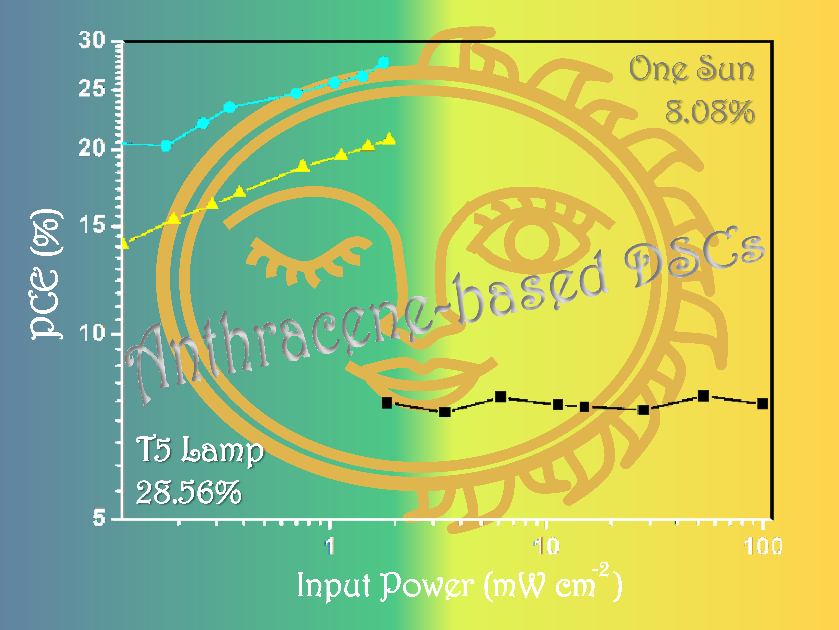 30
25
20
15
10
5
PCE (%)
One Sun
8.08%
Anthracene-based DSCs
T5 Lamp
28.56%
1
10
100
Input Power (mW cm-2)